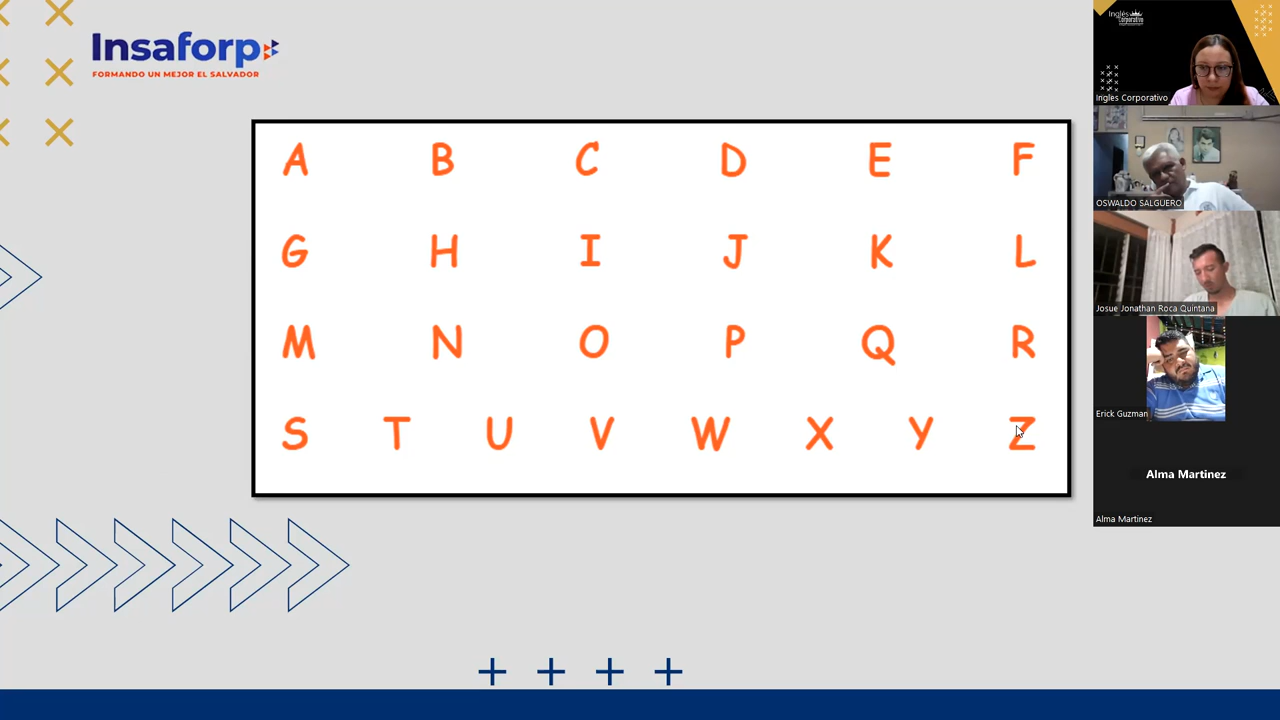 Insaforp
FORMANDO UN MEJOR EL SALVADOR
A B C D E F
G H I J K L
M N O P Q R
S T U V W X Y Z
Inglés
Corporativo
Ingles Corporativo
OSWALDO SALGUERO
Josue Jonathan Roca Quintana
Erick Guzman
Alma Martinez
Alma Martinez